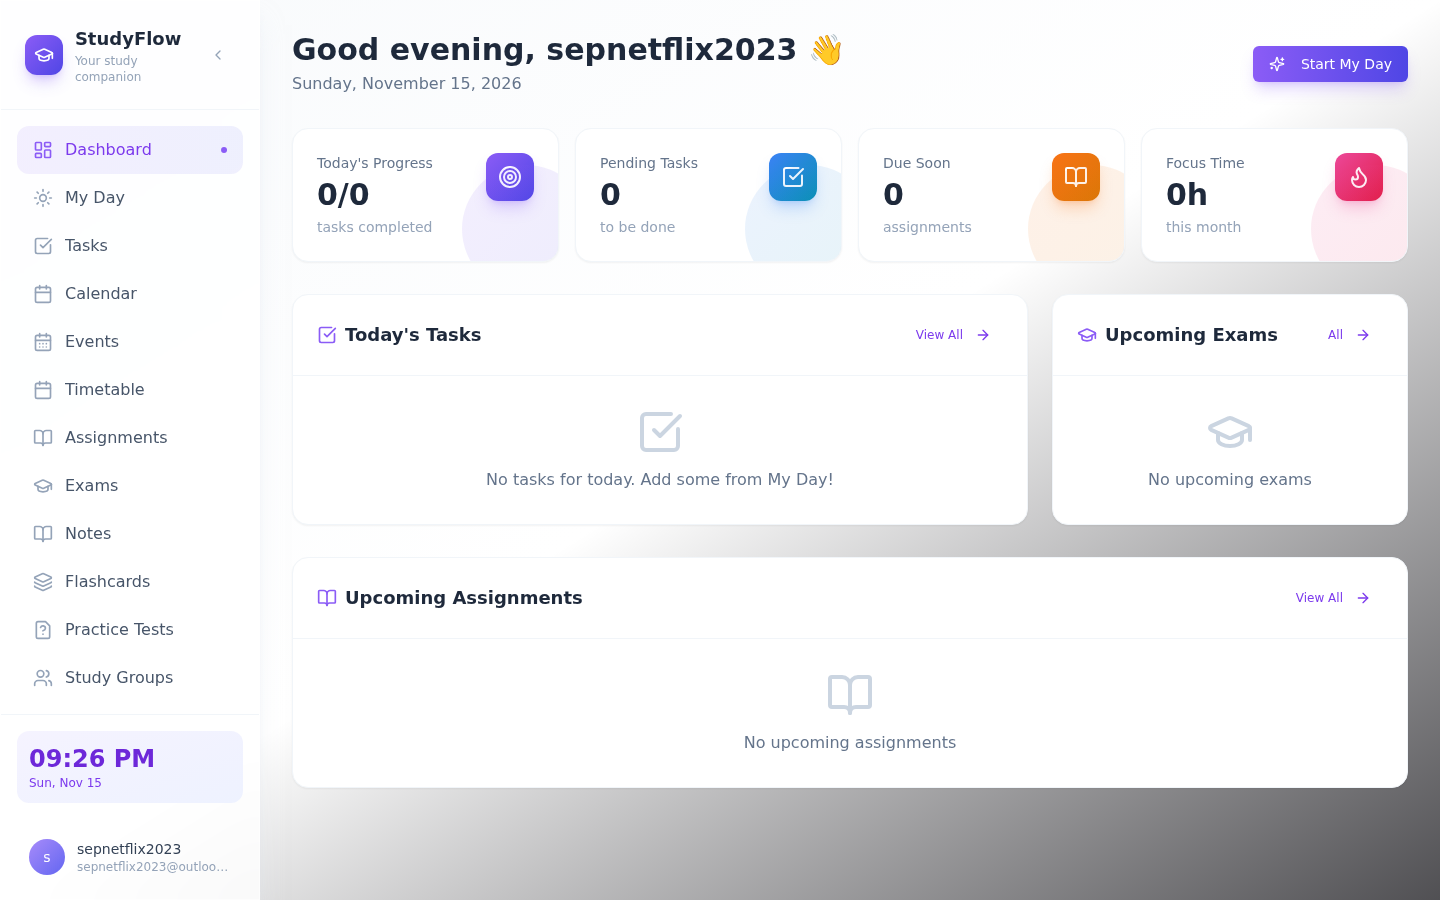 StudyFlow
Your study
companion
Dashboard
My Day
Tasks
Calendar
Events
Timetable
Assignments
Exams
Notes
Flashcards
Practice Tests
Study Groups
09:26 PM
Sun, Nov 15
s
sepnetflix2023
sepnetflix2023@outloo...
Good evening, sepnetflix2023 👋
Sunday, November 15, 2026
Start My Day
Today's Progress
0/0
tasks completed
Pending Tasks
0
to be done
Due Soon
0
assignments
Focus Time
0h
this month
Today's Tasks
View All
No tasks for today. Add some from My Day!
Upcoming Exams
All
No upcoming exams
Upcoming Assignments
View All
No upcoming assignments